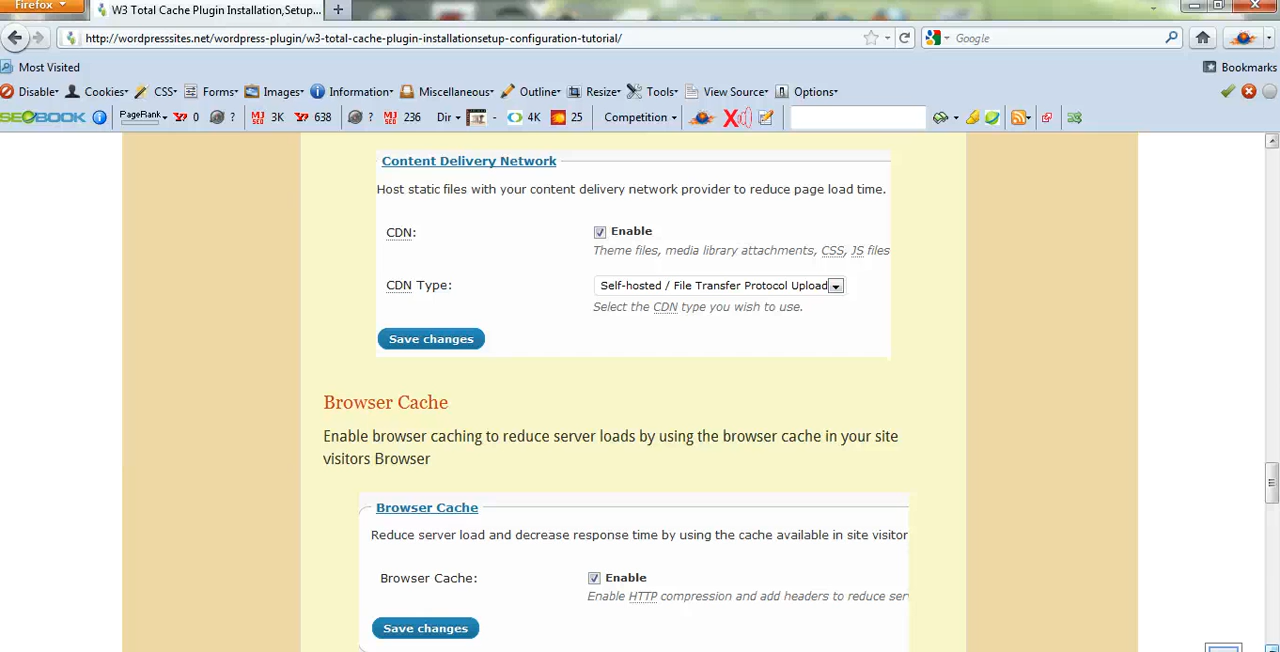 Firefox
W3 Total Cache Plugin Installation,Setup...
http://wordpresssites.net/wordpress-plugin/w3-total-cache-plugin-installationsetup-configuration-tutorial/
Google
Most Visited
Bookmarks
Disable Cookies CSS Forms Images Information Miscellaneous Outline Resize Tools View Source Options
SEOBOOK PageRank 0 ? MJ SEO 3K 638 ? MJ SEO 236 Dir - 4K 25 Competition
Content Delivery Network
Host static files with your content delivery network provider to reduce page load time.
CDN: Enable
Theme files, media library attachments, CSS, JS files
CDN Type: Self-hosted / File Transfer Protocol Upload
Select the CDN type you wish to use.
Save changes
Browser Cache
Enable browser caching to reduce server loads by using the browser cache in your site
visitors Browser
Browser Cache
Reduce server load and decrease response time by using the cache available in site visitor
Browser Cache: Enable
Enable HTTP compression and add headers to reduce ser
Save changes